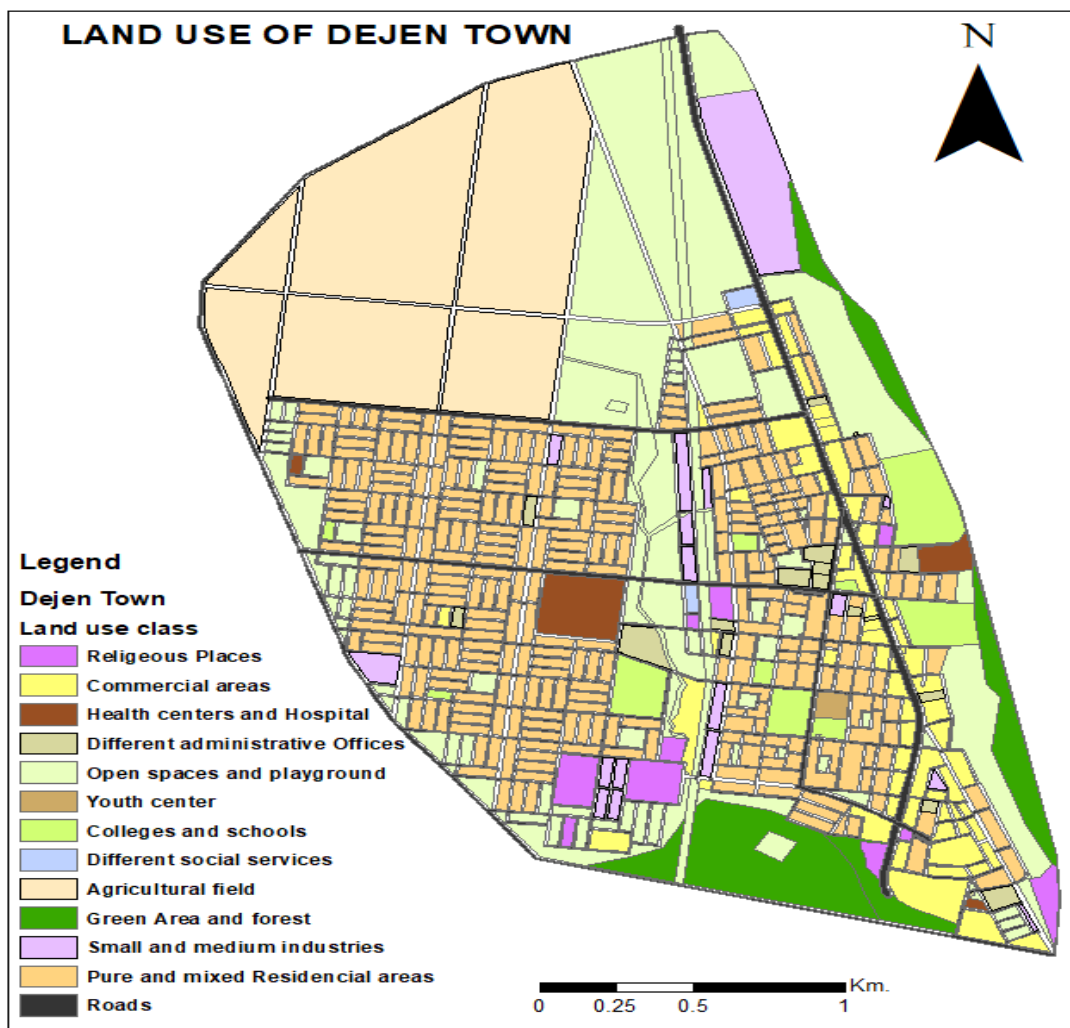 LAND USE OF DEJEN TOWN
N
Legend
Dejen Town
Land use class
Religeous Places
Commercial areas
Health centers and Hospital
Different administrative Offices
Open spaces and playground
Youth center
Colleges and schools
Different social services
Agricultural field
Green Area and forest
Small and medium industries
Pure and mixed Residencial areas
Roads
Km.
0 0.25 0.5 1